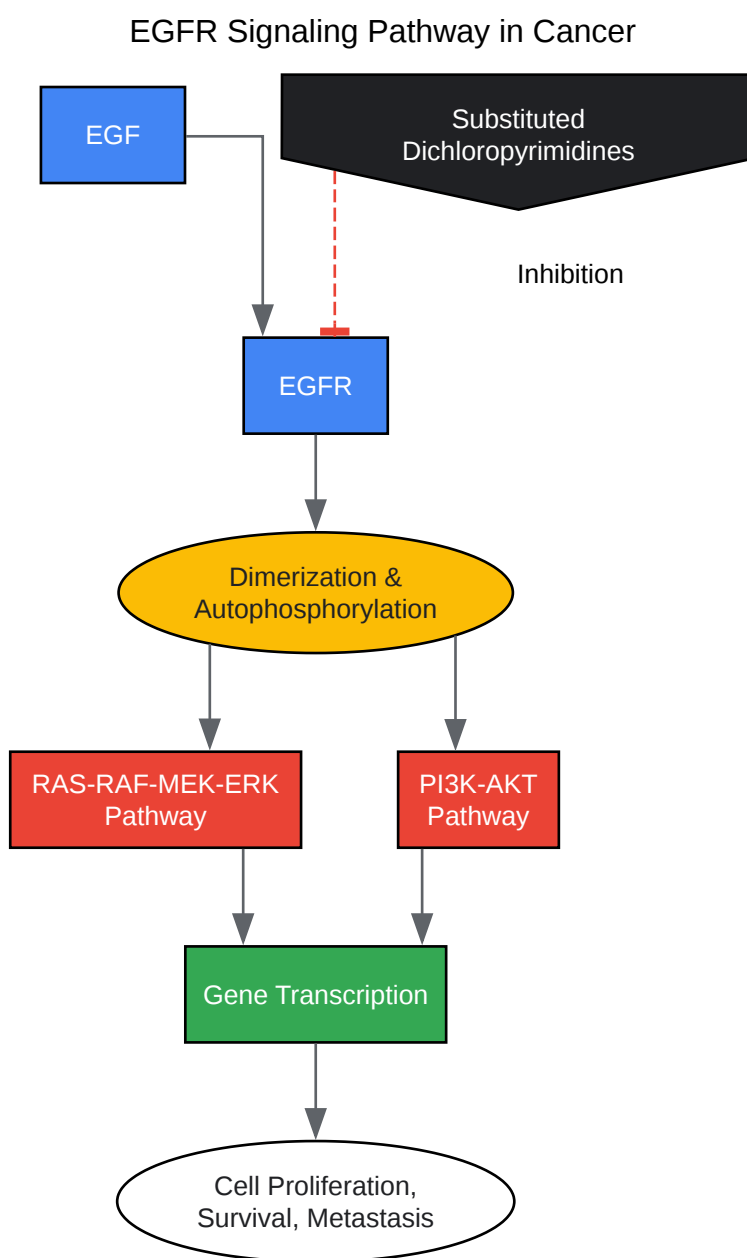 EGFR Signaling Pathway in Cancer
EGF
Substituted
Dichloropyrimidines
Inhibition
EGFR
Dimerization &
Autophosphorylation
RAS-RAF-MEK-ERK
Pathway
PI3K-AKT
Pathway
Gene Transcription
Cell Proliferation,
Survival, Metastasis